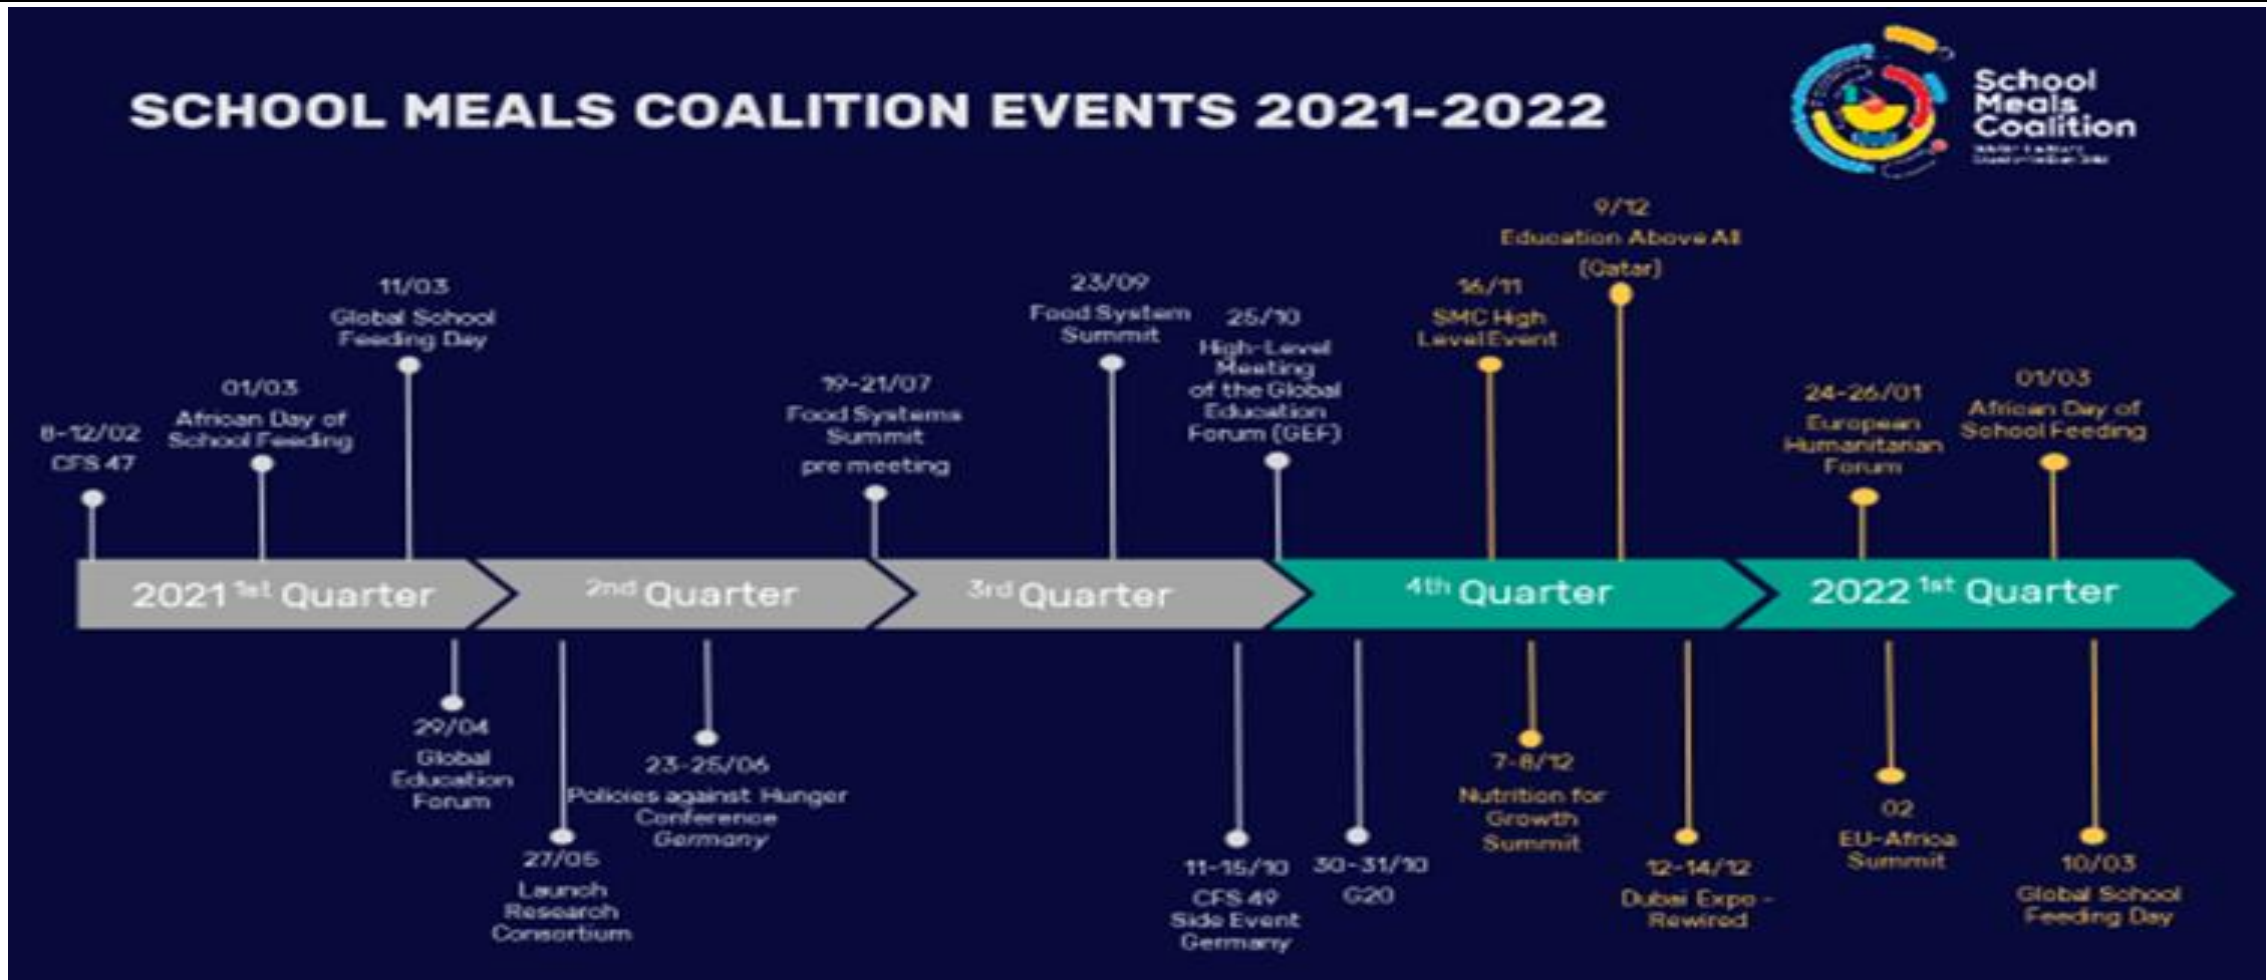 SCHOOL MEALS COALITION EVENTS 2021-2022
School
Meals
Coalition
8-12/02
CFS 47
01/03
African Day of
School Feeding
11/03
Global School
Feeding Day
19-21/07
Food Systems
Summit
pre meeting
23/09
Food System
Summit
25/10
High-Level
Meeting
of the Global
Education
Forum (GEF)
16/11
SMC High
Level Event
9/12
Education Above All
(Qatar)
24-26/01
European
Humanitarian
Forum
01/03
African Day of
School Feeding
2021 1st Quarter
2nd Quarter
3rd Quarter
4th Quarter
2022 1st Quarter
29/04
Global
Education
Forum
27/05
Launch
Research
Consortium
23-25/06
Policies against Hunger
Conference
Germany
11-15/10
CFS 49
Side Event
Germany
30-31/10
G20
7-8/12
Nutrition for
Growth
Summit
12-14/12
Dubai Expo -
Rewired
02
EU-Africa
Summit
10/03
Global School
Feeding Day